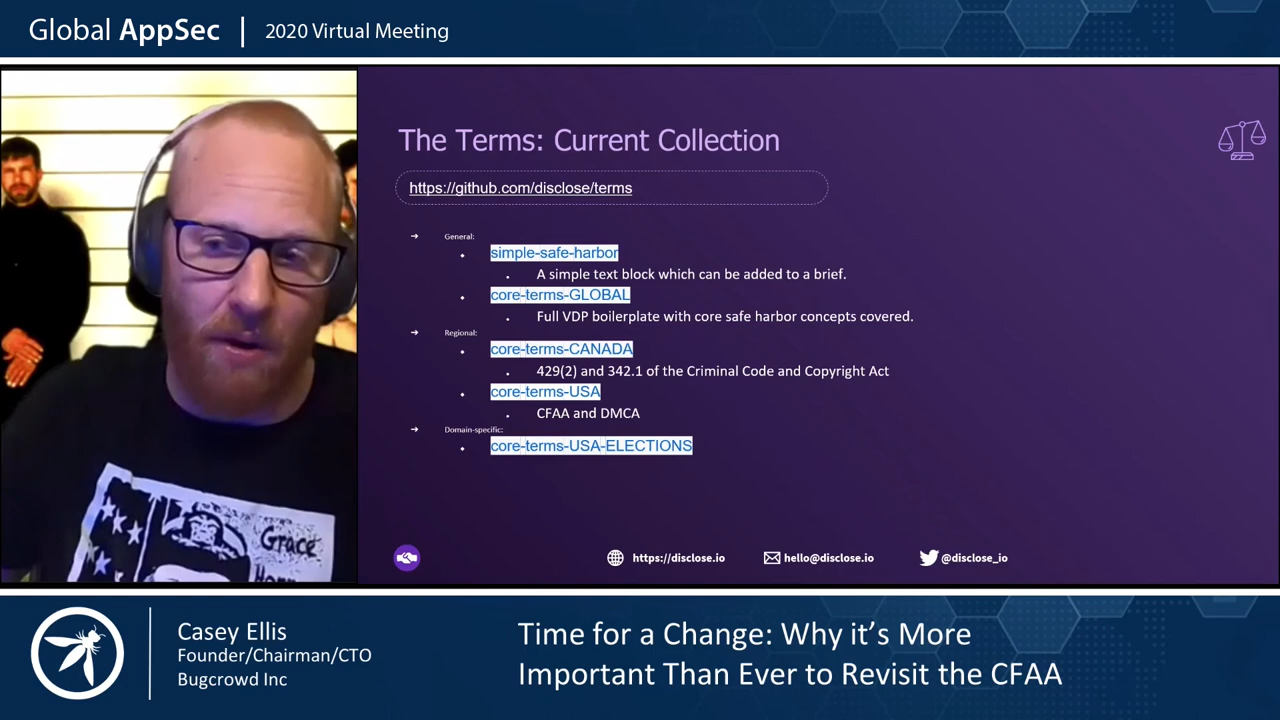 Global AppSec | 2020 Virtual Meeting
The Terms: Current Collection
https://github.com/disclose/terms
General:
simple-safe-harbor
A simple text block which can be added to a brief.
core-terms-GLOBAL
Full VDP boilerplate with core safe harbor concepts covered.
Regional:
core-terms-CANADA
429(2) and 342.1 of the Criminal Code and Copyright Act
core-terms-USA
CFAA and DMCA
Domain-specific:
core-terms-USA-ELECTIONS
https://disclose.io
hello@disclose.io
@disclose_io
Grace
Casey Ellis
Founder/Chairman/CTO
Bugcrowd Inc
Time for a Change: Why it's More
Important Than Ever to Revisit the CFAA